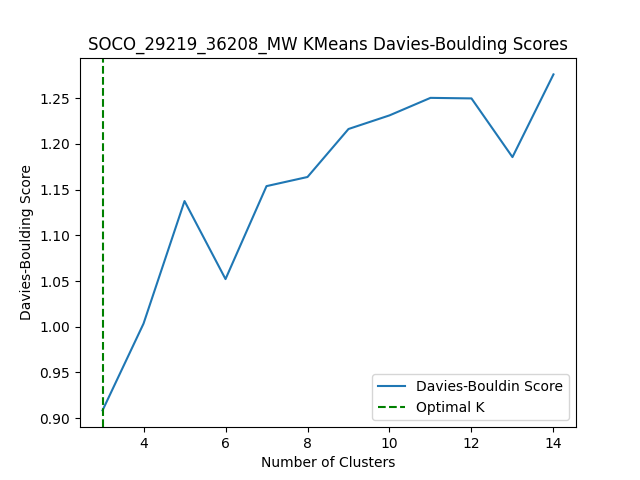 SOCO_29219_36208_MW KMeans Davies-Boulding Scores
Davies-Boulding Score
1.25
1.20
1.15
1.10
1.05
1.00
0.95
0.90
Davies-Bouldin Score
Optimal K
4 6 8 10 12 14
Number of Clusters